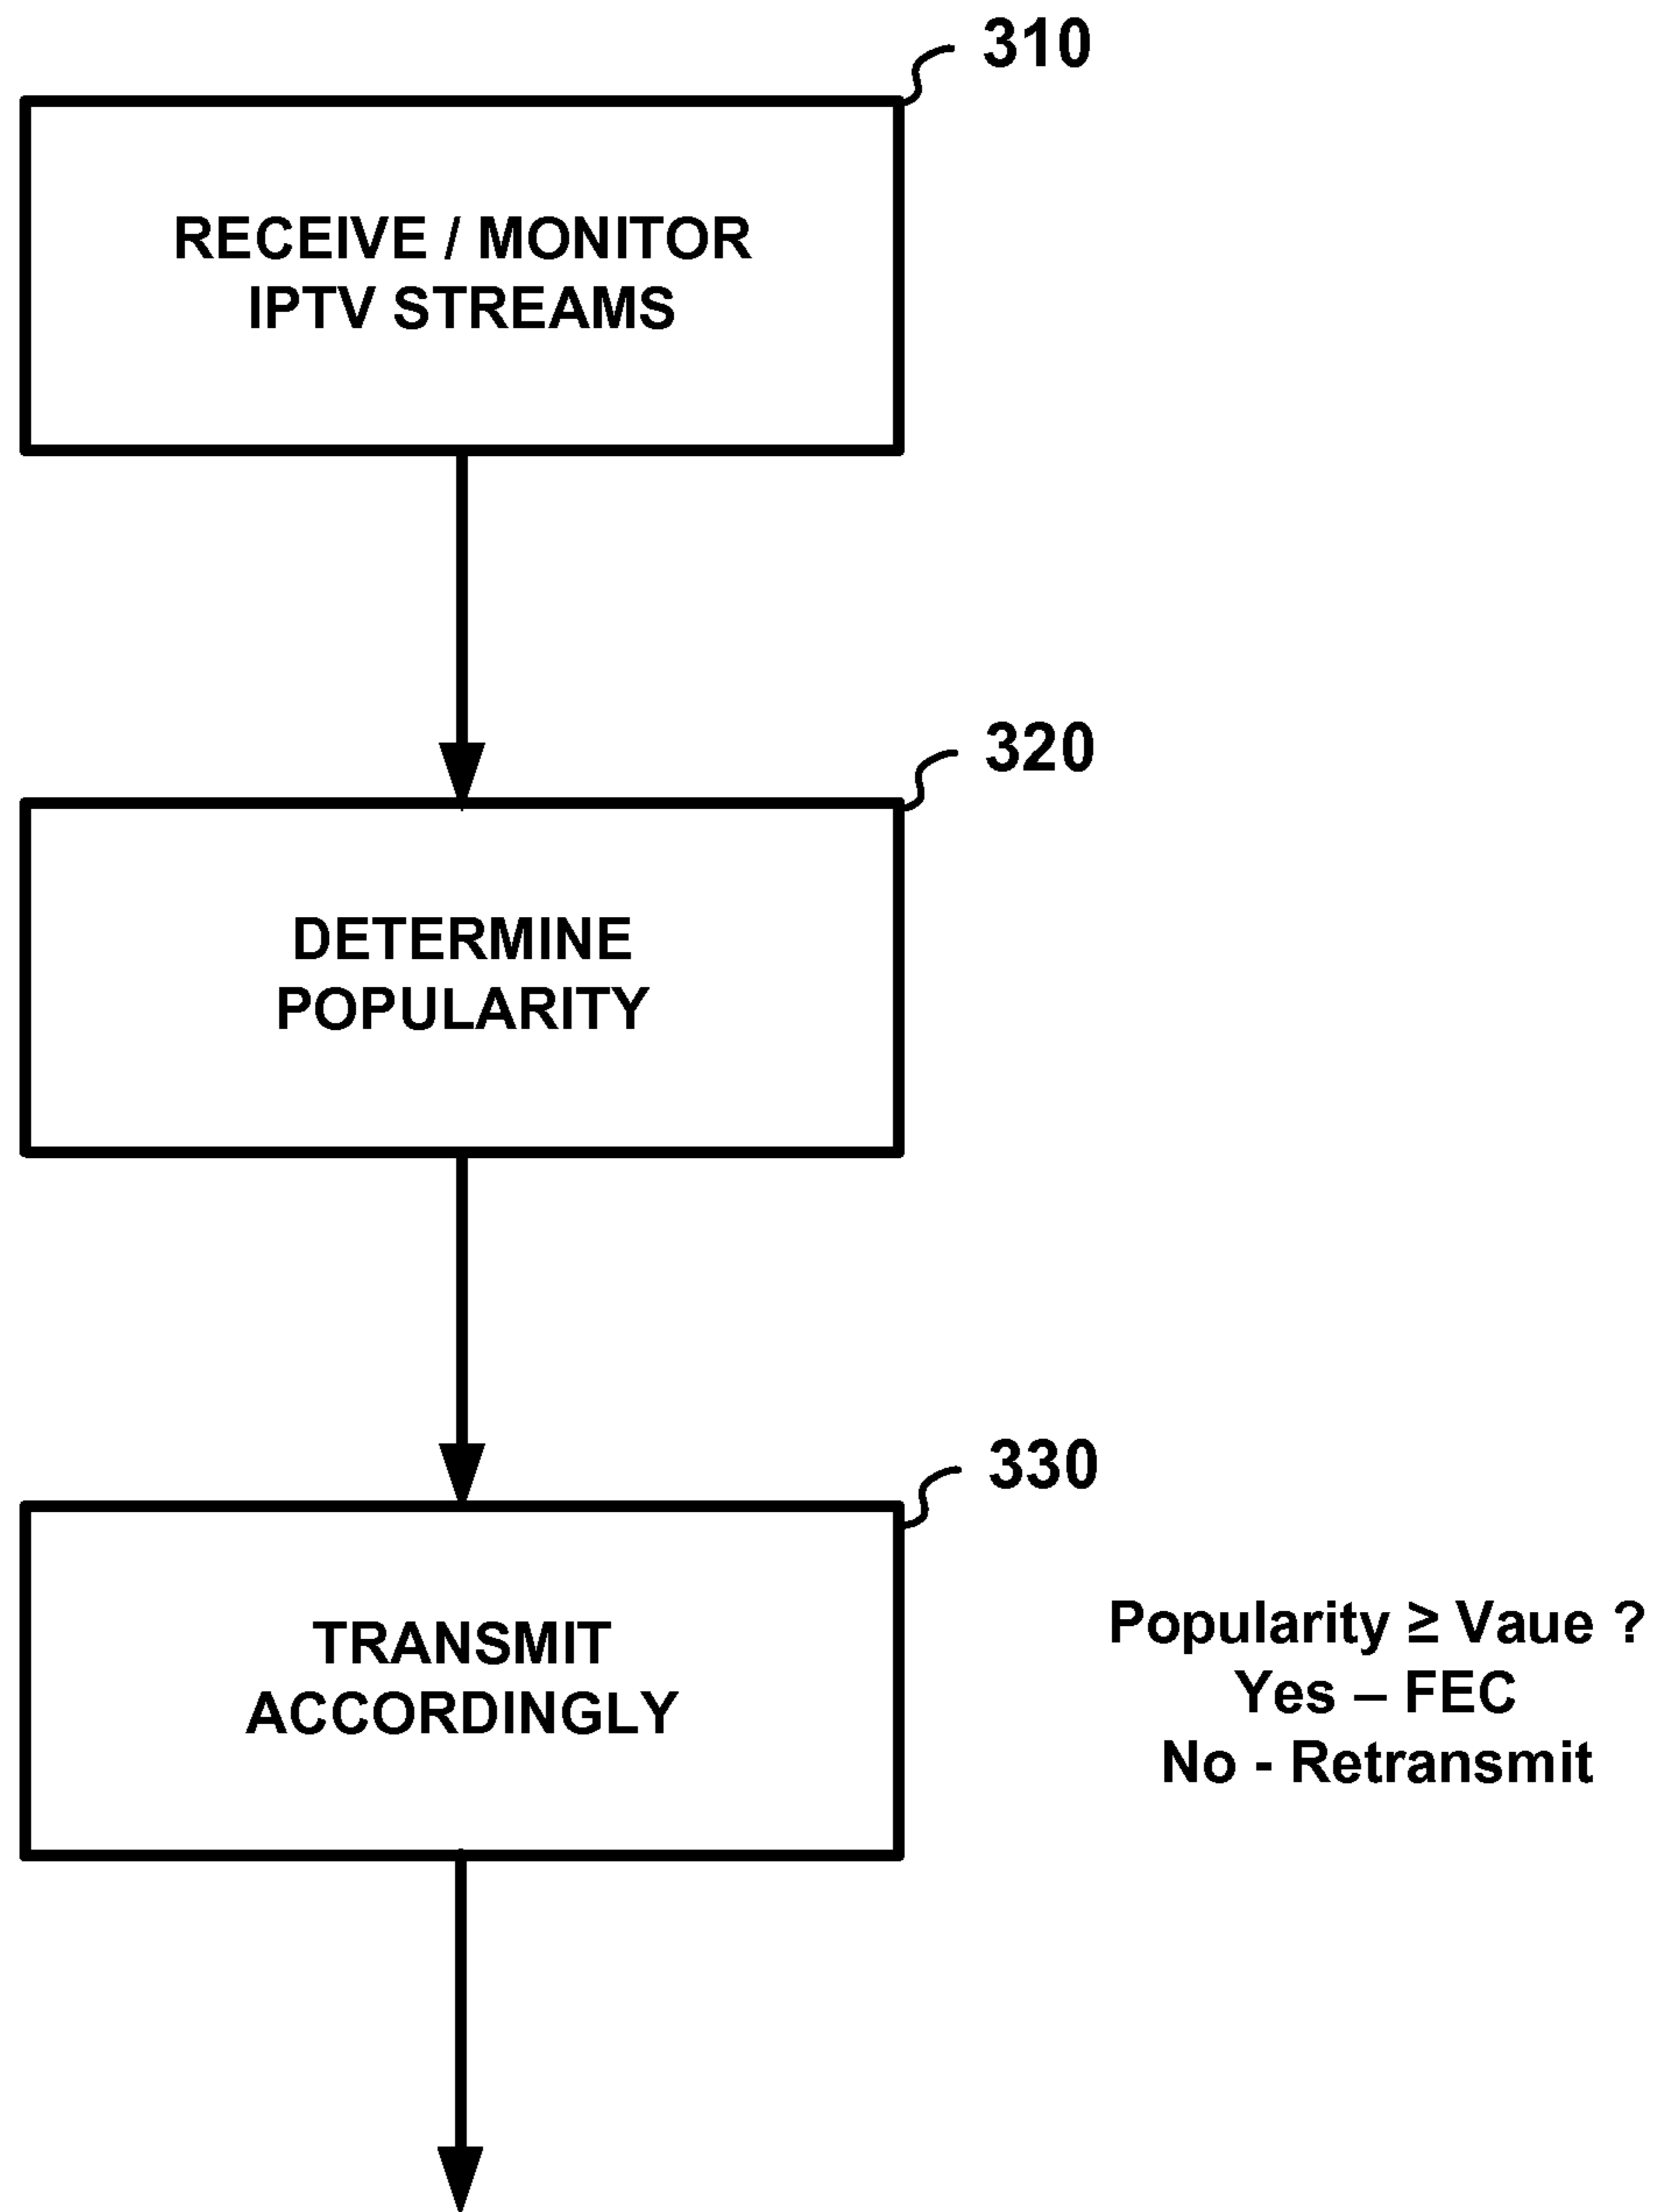 310
RECEIVE / MONITOR
IPTV STREAMS
320
DETERMINE
POPULARITY
330
TRANSMIT
ACCORDINGLY
Popularity ≥ Vaue ?
Yes – FEC
No - Retransmit